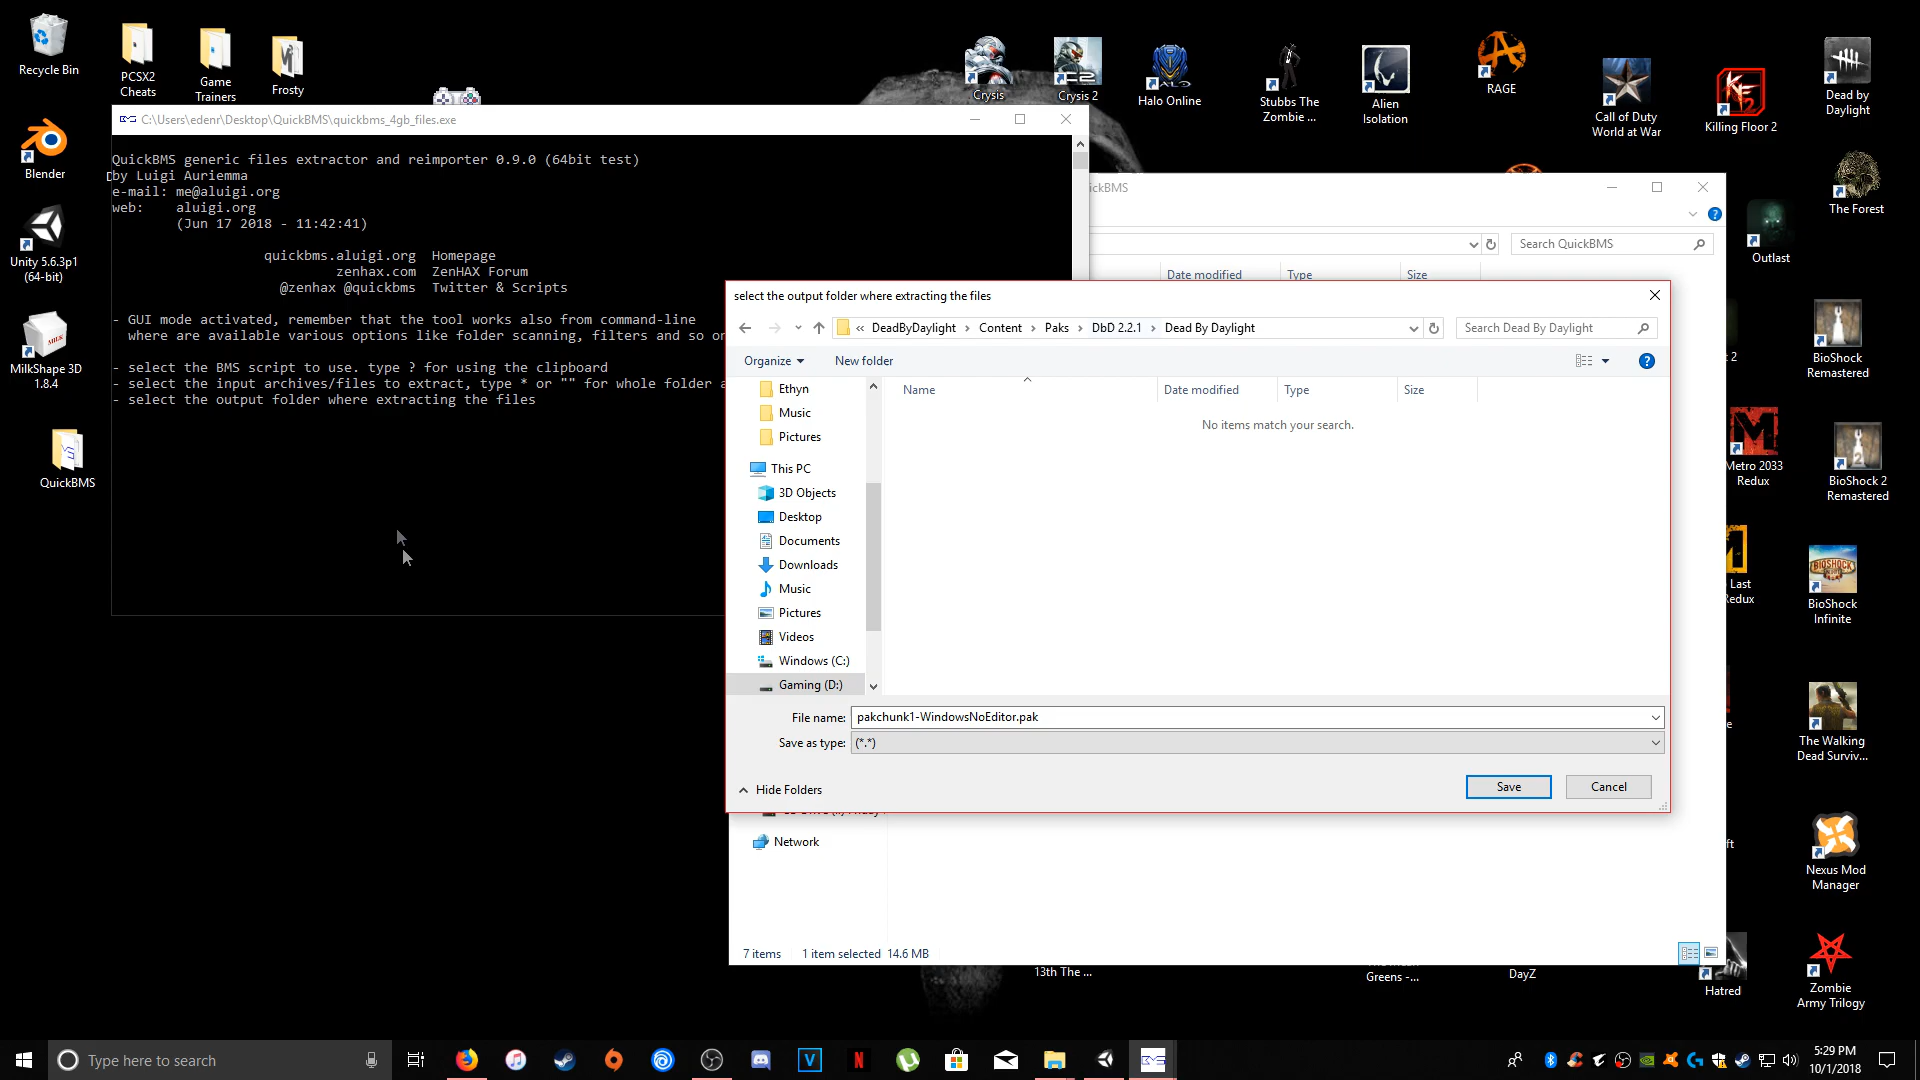 Recycle Bin
PCSX2
Cheats
Game
Trainers
Frosty
Crysis
Crysis 2
Halo Online
Stubbs The
Zombie ...
Alien
Isolation
RAGE
Call of Duty
World at War
Killing Floor 2
Dead by
Daylight
Blender
Unity 5.6.3p1
(64-bit)
MilkShape 3D
1.8.4
QuickBMS
The Forest
Outlast
BioShock
Remastered
Metro 2033
Redux
BioShock 2
Remastered
Last
Redux
BioShock
Infinite
The Walking
Dead Surviv...
Nexus Mod
Manager
Hatred
Zombie
Army Trilogy
C:\Users\edenr\Desktop\QuickBMS\quickbms_4gb_files.exe
QuickBMS generic files extractor and reimporter 0.9.0 (64bit test)
by Luigi Auriemma
e-mail: me@aluigi.org
web: aluigi.org
(Jun 17 2018 - 11:42:41)
quickbms.aluigi.org Homepage
zenhax.com ZenHAX Forum
@zenhax @quickbms Twitter & Scripts
- GUI mode activated, remember that the tool works also from command-line
where are available various options like folder scanning, filters and so on
- select the BMS script to use. type ? for using the clipboard
- select the input archives/files to extract, type * or "" for whole folder a
- select the output folder where extracting the files
ickBMS
Search QuickBMS
Date modified Type Size
select the output folder where extracting the files
« DeadByDaylight › Content › Paks › DbD 2.2.1 › Dead By Daylight
Search Dead By Daylight
Organize New folder
Name Date modified Type Size
No items match your search.
Ethyn
Music
Pictures
This PC
3D Objects
Desktop
Documents
Downloads
Music
Pictures
Videos
Windows (C:)
Gaming (D:)
File name: pakchunk1-WindowsNoEditor.pak
Save as type: (*.*)
Hide Folders
Save Cancel
Network
7 items 1 item selected 14.6 MB
13th The ...
Greens -...
DayZ
Type here to search
5:29 PM
10/1/2018